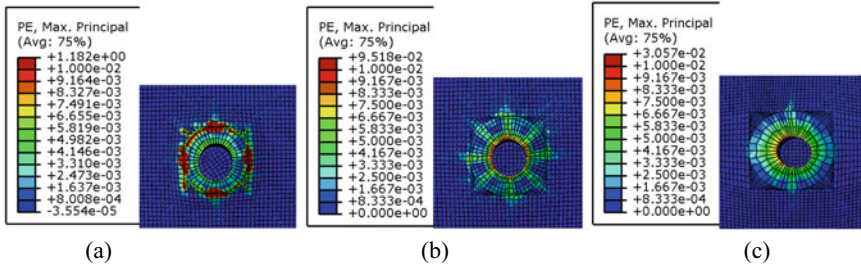 PE, Max. Principal
(Avg: 75%)
+1.182e+00
+1.000e-02
+9.164e-03
+8.327e-03
+7.491e-03
+6.655e-03
+5.819e-03
+4.982e-03
+4.146e-03
+3.310e-03
+2.473e-03
+1.637e-03
+8.008e-04
-3.554e-05
PE, Max. Principal
(Avg: 75%)
+9.518e-02
+1.000e-02
+9.167e-03
+8.333e-03
+7.500e-03
+6.667e-03
+5.833e-03
+5.000e-03
+4.167e-03
+3.333e-03
+2.500e-03
+1.667e-03
+8.333e-04
+0.000e+00
PE, Max. Principal
(Avg: 75%)
+3.057e-02
+1.000e-02
+9.167e-03
+8.333e-03
+7.500e-03
+6.667e-03
+5.833e-03
+5.000e-03
+4.167e-03
+3.333e-03
+2.500e-03
+1.667e-03
+8.333e-04
+0.000e+00
(a)
(b)
(c)